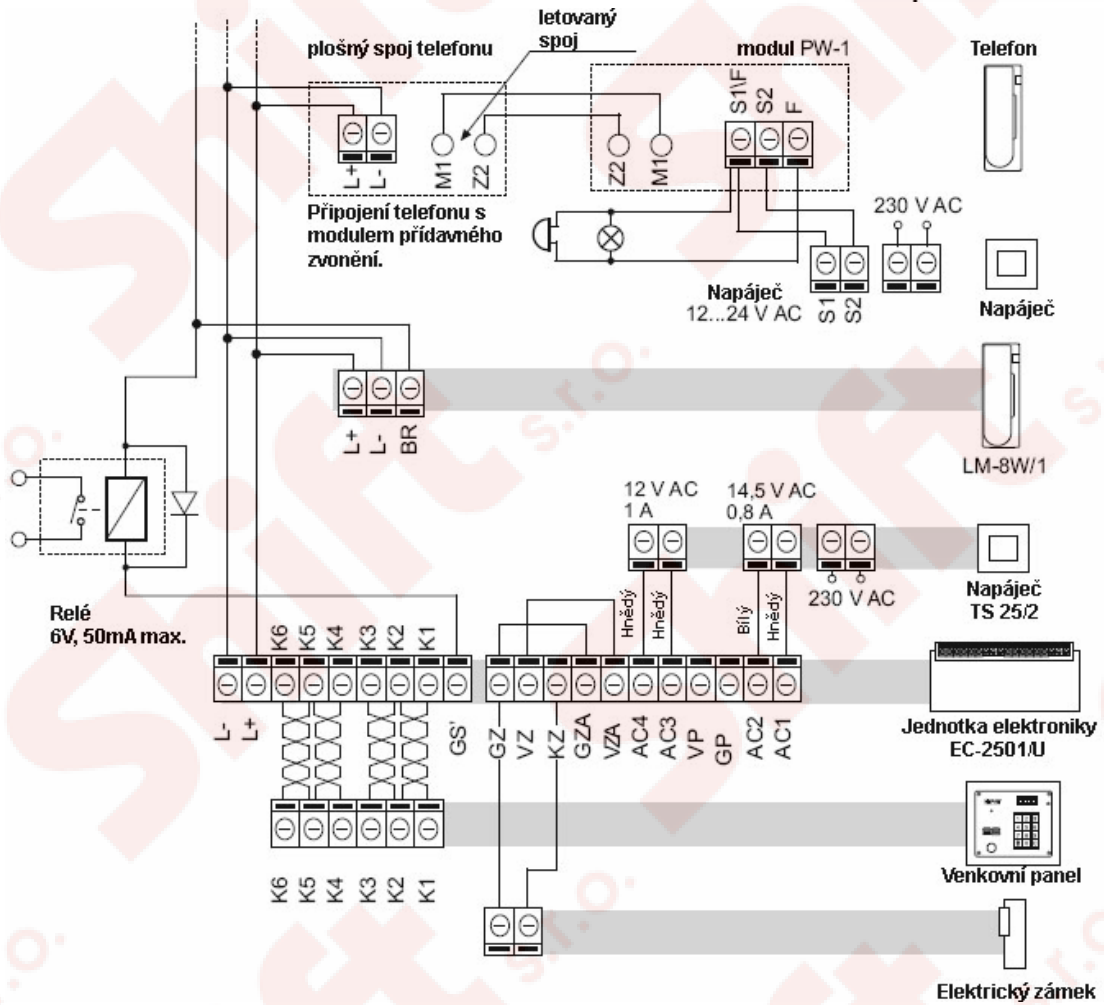 letovaný
spoj
plošný spoj telefonu
modul PW-1
Telefon
S1\F
S2
F
L+
L-
M1
Z2
Z2
M1
Připojení telefonu s
modulem přídavného
zvonění.
230 V AC
Napáječ
12...24 V AC
S1
S2
Napáječ
L+
L-
BR
LM-8W/1
12 V AC
1 A
14,5 V AC
0,8 A
230 V AC
Napáječ
TS 25/2
Hnědý
Hnědý
Bílý
Hnědý
Relé
6V, 50mA max.
K6
K5
K4
K3
K2
K1
L-
L+
GS'
GZ
VZ
KZ
GZA
VZA
AC4
AC3
VP
GP
AC2
AC1
Jednotka elektroniky
EC-2501/U
K6
K5
K4
K3
K2
K1
Venkovní panel
Elektrický zámek
Shift
s.r.o.